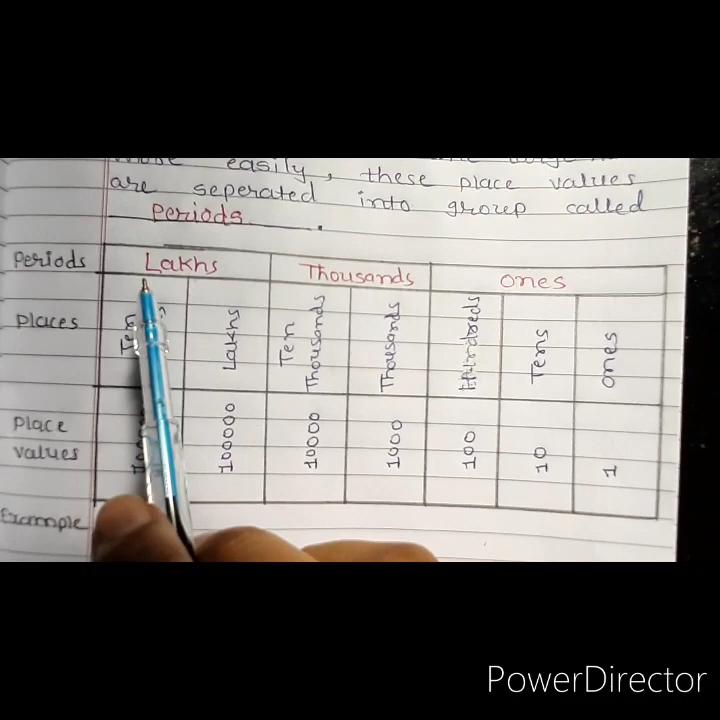 easily, these place values
are seperated into group called
Periods.
Periods Lakhs Thousands ones
Places Ten Lakhs Ten Thousands Thousands Hundreds Tens ones
Place values 100000 10000 1000 100 10 1
Example
PowerDirector